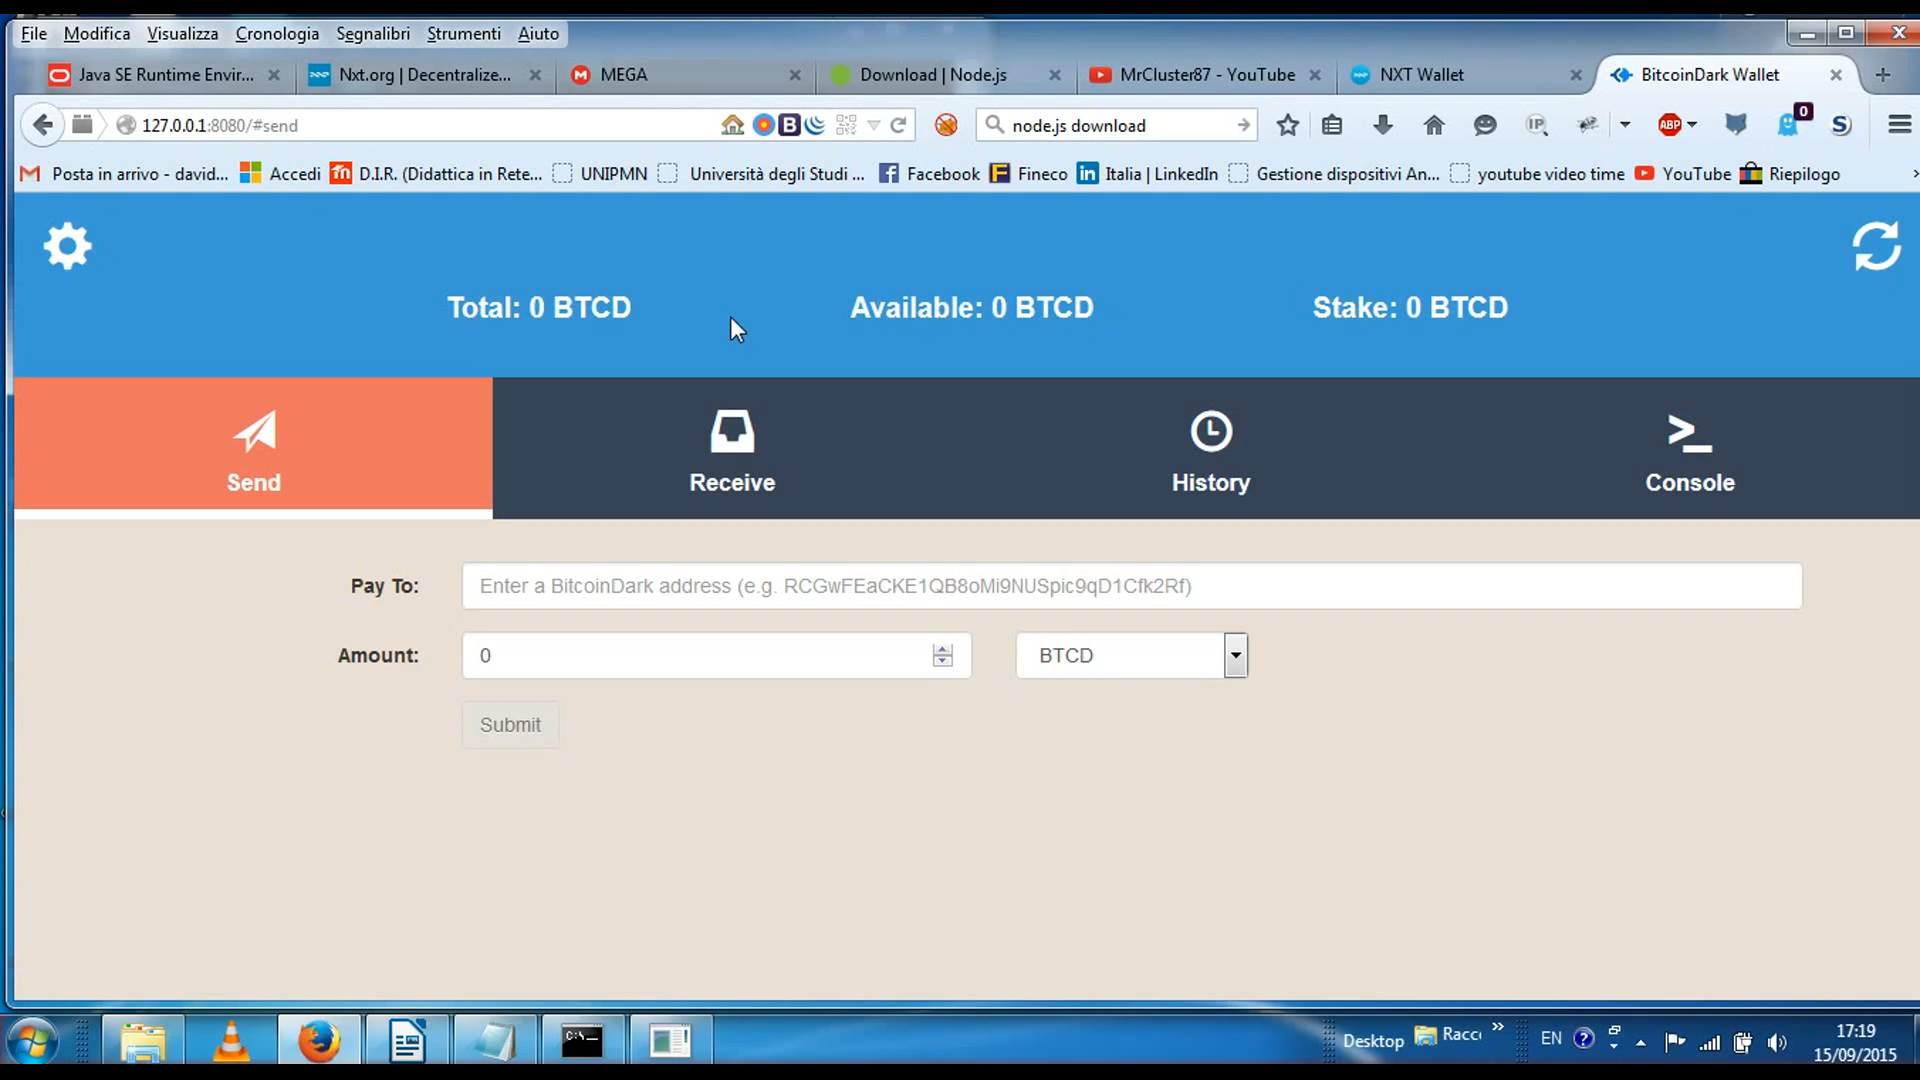 File Modifica Visualizza Cronologia Segnalibri Strumenti Aiuto
Java SE Runtime Envir... Nxt.org | Decentralize... MEGA Download | Node.js MrCluster87 - YouTube NXT Wallet BitcoinDark Wallet
127.0.0.1:8080/#send B node.js download IP ABP 0 S
Posta in arrivo - david... Accedi D.I.R. (Didattica in Rete... UNIPMN Università degli Studi ... Facebook Fineco Italia | LinkedIn Gestione dispositivi An... youtube video time YouTube Riepilogo
Total: 0 BTCD Available: 0 BTCD Stake: 0 BTCD
Send Receive History Console
Pay To: Enter a BitcoinDark address (e.g. RCGwFEaCKE1QB8oMi9NUSpic9qD1Cfk2Rf)
Amount: 0 BTCD
Submit
C:\_ Desktop Racc EN 17:19
15/09/2015